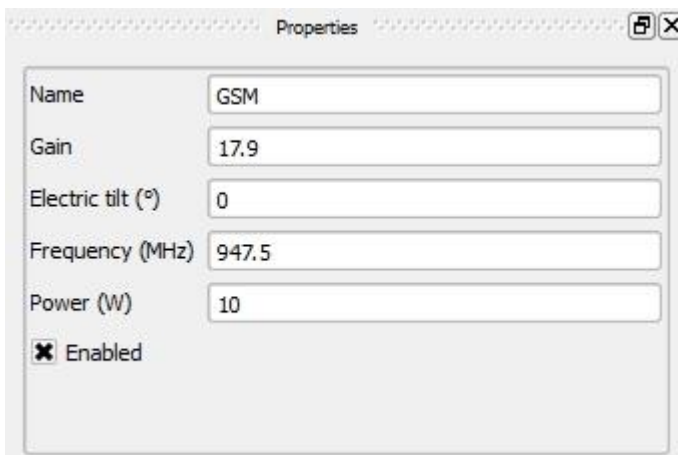 Properties
Name GSM
Gain 17.9
Electric tilt (°) 0
Frequency (MHz) 947.5
Power (W) 10
Enabled